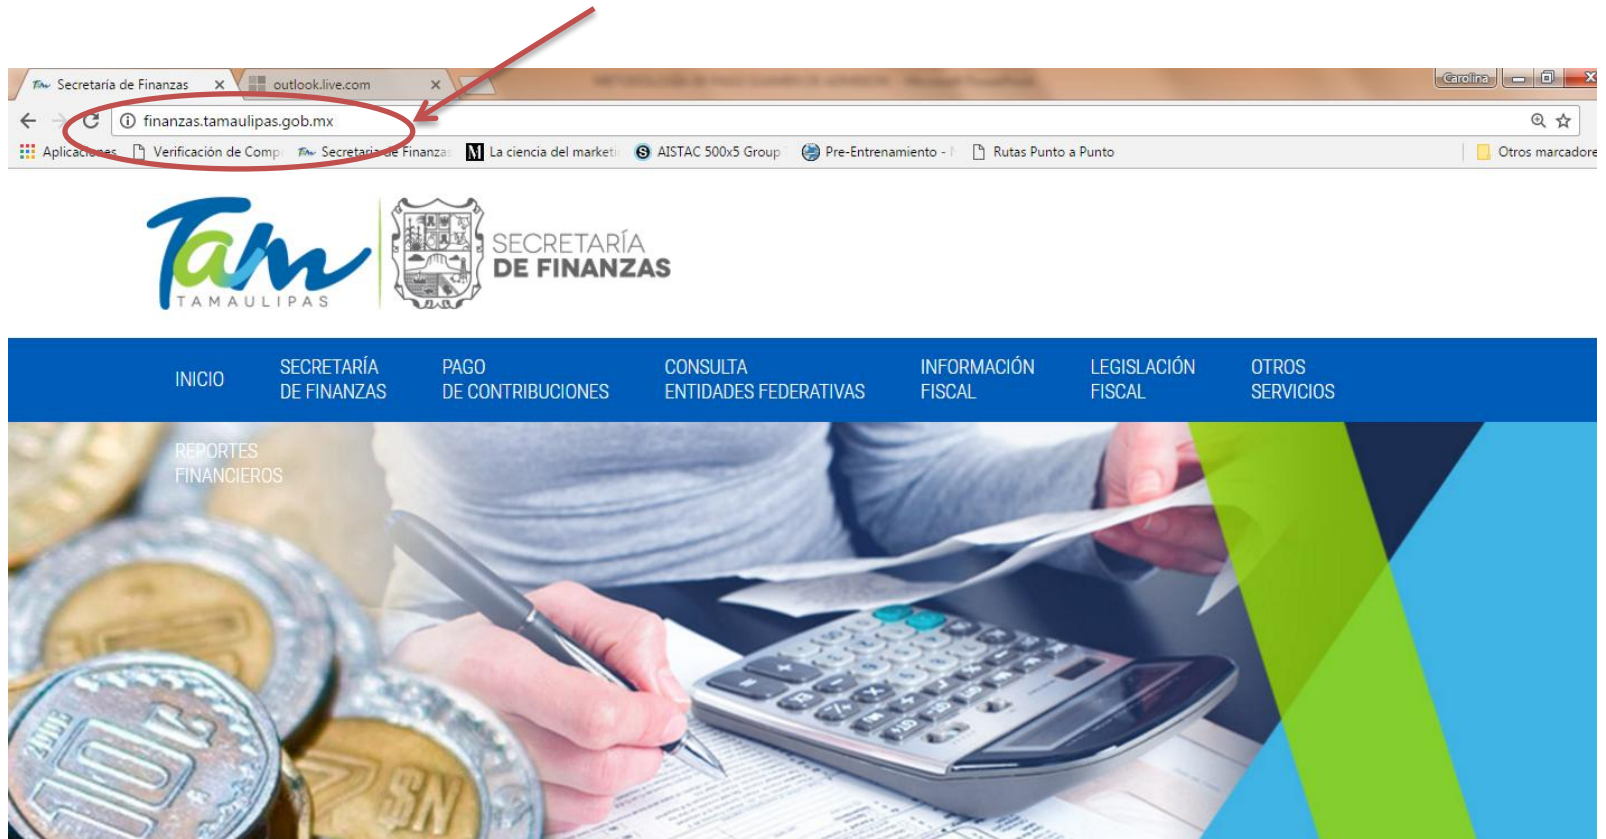 Secretaría de Finanzas
outlook.live.com
Carolina
finanzas.tamaulipas.gob.mx
Aplicaciones Verificación de Comp Secretaria de Finanzas La ciencia del marketi AISTAC 500x5 Group Pre-Entrenamiento - Rutas Punto a Punto Otros marcadore
Tam
TAMAULIPAS
SECRETARÍA
DE FINANZAS
INICIO
SECRETARÍA
DE FINANZAS
PAGO
DE CONTRIBUCIONES
CONSULTA
ENTIDADES FEDERATIVAS
INFORMACIÓN
FISCAL
LEGISLACIÓN
FISCAL
OTROS
SERVICIOS
REPORTES
FINANCIEROS
10¢